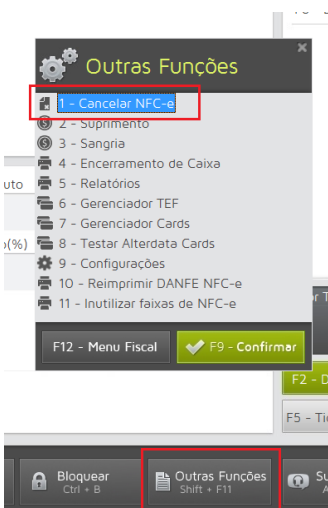 Outras Funções
1 - Cancelar NFC-e
2 - Suprimento
3 - Sangria
4 - Encerramento de Caixa
5 - Relatórios
6 - Gerenciador TEF
7 - Gerenciador Cards
8 - Testar Alterdata Cards
9 - Configurações
10 - Reimprimir DANFE NFC-e
11 - Inutilizar faixas de NFC-e
(%)
F12 - Menu Fiscal
F9 - Confirmar
F2 - D
F5 - Ti
Bloquear
Ctrl + B
Outras Funções
Shift + F11